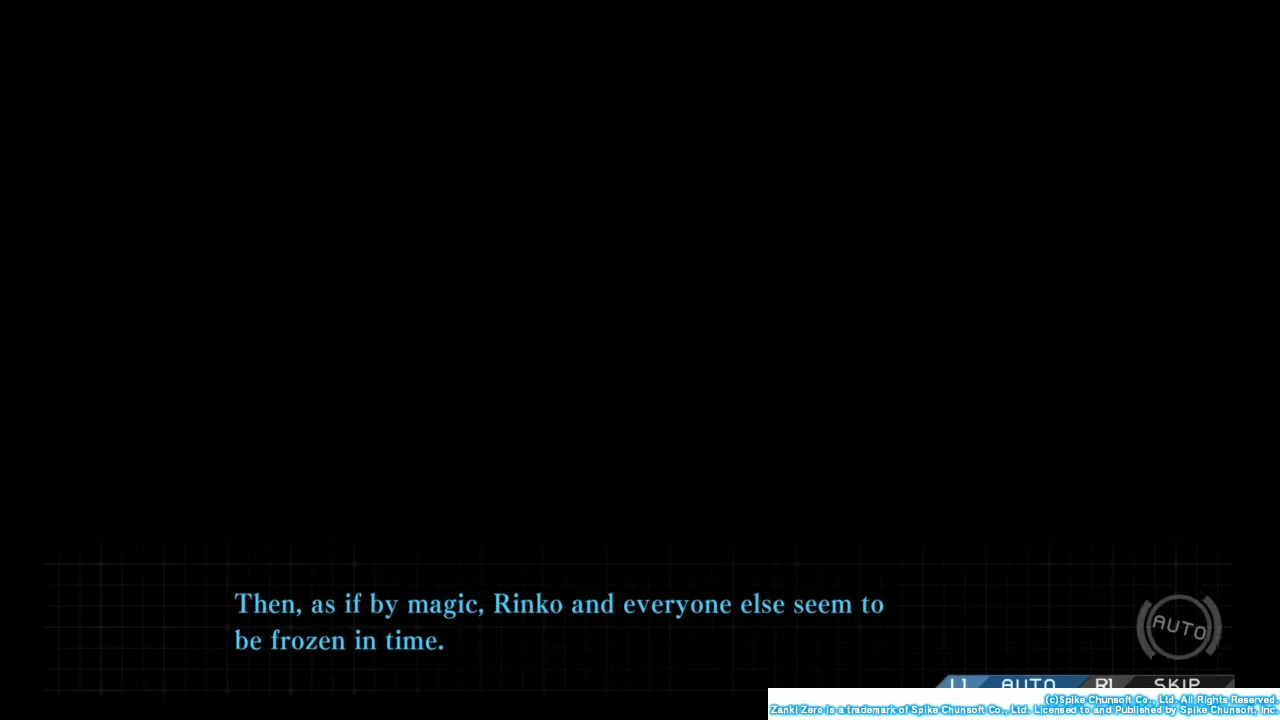 Then, as if by magic, Rinko and everyone else seem to
be frozen in time.
AUTO
L1 AUTO R1 SKIP
(c)Spike Chunsoft Co., Ltd. All Rights Reserved.
Zanki Zero is a trademark of Spike Chunsoft Co., Ltd. Licensed to and Published by Spike Chunsoft, Inc.